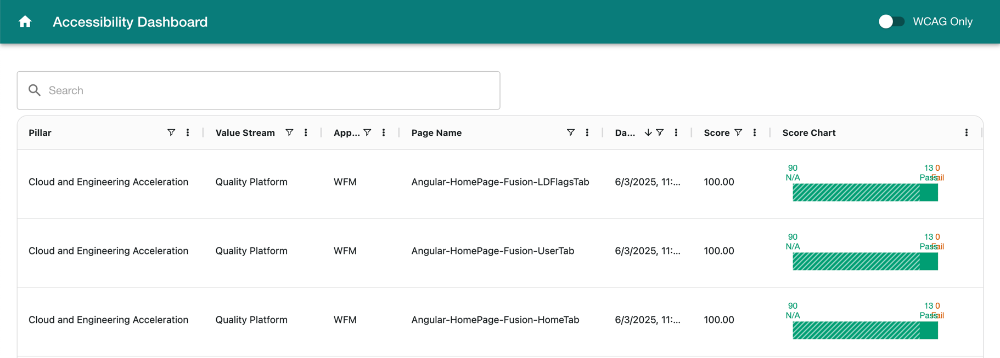 Accessibility Dashboard
WCAG Only
Search
Pillar Value Stream App... Page Name Da... Score Score Chart
Cloud and Engineering Acceleration Quality Platform WFM Angular-HomePage-Fusion-LDFlagsTab 6/3/2025, 11:... 100.00
90 13 0
N/A Pass Fail
Cloud and Engineering Acceleration Quality Platform WFM Angular-HomePage-Fusion-UserTab 6/3/2025, 11:... 100.00
90 13 0
N/A Pass Fail
Cloud and Engineering Acceleration Quality Platform WFM Angular-HomePage-Fusion-HomeTab 6/3/2025, 11:... 100.00
90 13 0
N/A Pass Fail